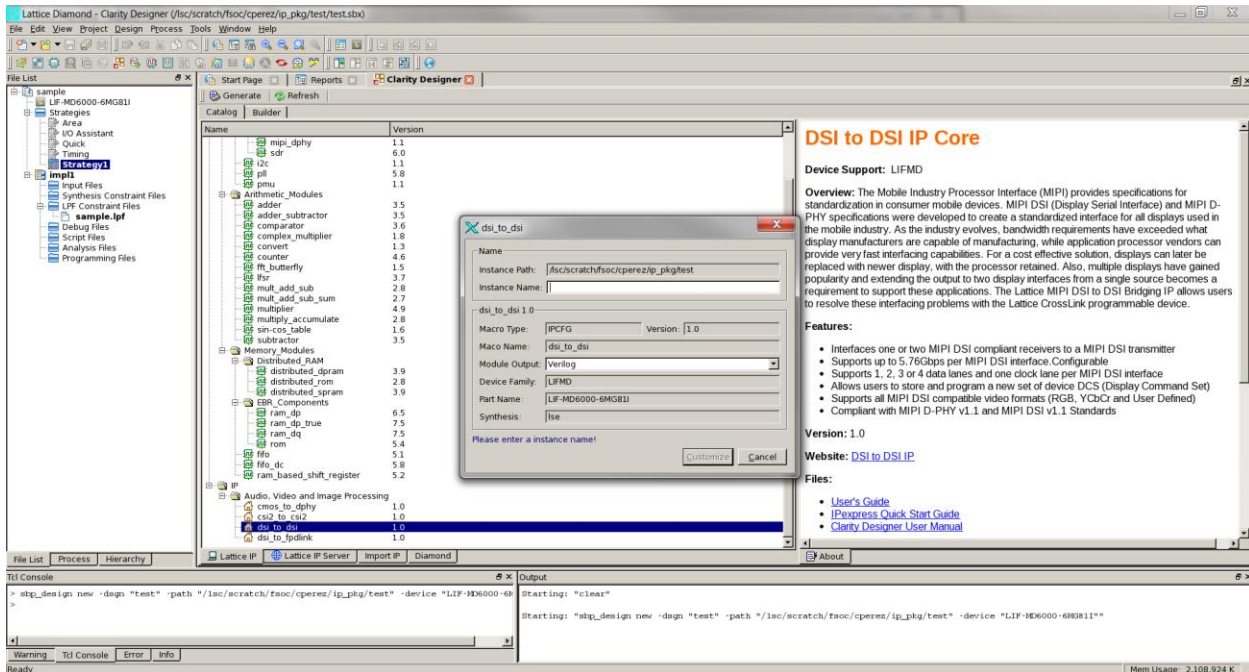 Lattice Diamond - Clarity Designer (/lsc/scratch/fsoc/cperez/ip_pkg/test/test.sbx)
File Edit View Project Design Process Tools Window Help
File List
sample
LIF-MD6000-6MG81I
Strategies
Area
I/O Assistant
Quick
Timing
Strategy1
impl1
Input Files
Synthesis Constraint Files
LPF Constraint Files
sample.lpf
Debug Files
Script Files
Analysis Files
Programming Files
File List Process Hierarchy
Start Page Reports Clarity Designer
Generate Refresh
Catalog Builder
Name Version
mipi_dphy 1.1
sdr 6.0
i2c 1.1
pll 5.8
pmu 1.1
Arithmetic_Modules
adder 3.5
adder_subtractor 3.5
comparator 3.6
complex_multiplier 1.8
convert 1.3
counter 4.6
fft_butterfly 1.5
lfsr 3.7
mult_add_sub 2.8
mult_add_sub_sum 2.7
multiplier 4.9
multiply_accumulate 2.8
sin-cos_table 1.6
subtractor 3.5
Memory_Modules
Distributed_RAM
distributed_dpram 3.9
distributed_rom 2.8
distributed_spram 3.9
EBR_Components
ram_dp 6.5
ram_dp_true 7.5
ram_dq 7.5
rom 5.4
fifo 5.1
fifo_dc 5.8
ram_based_shift_register 5.2
IP
Audio, Video and Image Processing
cmos_to_dphy 1.0
csi2_to_csi2 1.0
dsi_to_dsi 1.0
dsi_to_fpdlink 1.0
Lattice IP Lattice IP Server Import IP Diamond
dsi_to_dsi
Name
Instance Path: /lsc/scratch/fsoc/cperez/ip_pkg/test
Instance Name:
dsi_to_dsi 1.0
Macro Type: IPCFG Version: 1.0
Maco Name: dsi_to_dsi
Module Output: Verilog
Device Family: LIFMD
Part Name: LIF-MD6000-6MG81I
Synthesis: lse
Please enter a instance name!
Customize Cancel
DSI to DSI IP Core
Device Support: LIFMD
Overview: The Mobile Industry Processor Interface (MIPI) provides specifications for
standardization in consumer mobile devices. MIPI DSI (Display Serial Interface) and MIPI D-
PHY specifications were developed to create a standardized interface for all displays used in
the mobile industry. As the industry evolves, bandwidth requirements have exceeded what
display manufacturers are capable of manufacturing, while application processor vendors can
provide very fast interfacing capabilities. For a cost effective solution, displays can later be
replaced with newer display, with the processor retained. Also, multiple displays have gained
popularity and extending the output to two display interfaces from a single source becomes a
requirement to support these applications. The Lattice MIPI DSI to DSI Bridging IP allows users
to resolve these interfacing problems with the Lattice CrossLink programmable device.
Features:
Interfaces one or two MIPI DSI compliant receivers to a MIPI DSI transmitter
Supports up to 5.76Gbps per MIPI DSI interface.Configurable
Supports 1, 2, 3 or 4 data lanes and one clock lane per MIPI DSI interface
Allows users to store and program a new set of device DCS (Display Command Set)
Supports all MIPI DSI compatible video formats (RGB, YCbCr and User Defined)
Compliant with MIPI D-PHY v1.1 and MIPI DSI v1.1 Standards
Version: 1.0
Website: DSI to DSI IP
Files:
User's Guide
IPexpress Quick Start Guide
Clarity Designer User Manual
About
Tcl Console
> sbp_design new -dsgn "test" -path "/lsc/scratch/fsoc/cperez/ip_pkg/test" -device "LIF-MD6000-6M
>
Warning Tcl Console Error Info
Output
Starting: "clear"
Starting: "sbp_design new -dsgn "test" -path "/lsc/scratch/fsoc/cperez/ip_pkg/test" -device "LIF-MD6000-6MG81I""
Ready
Mem Usage: 2,108,924 K